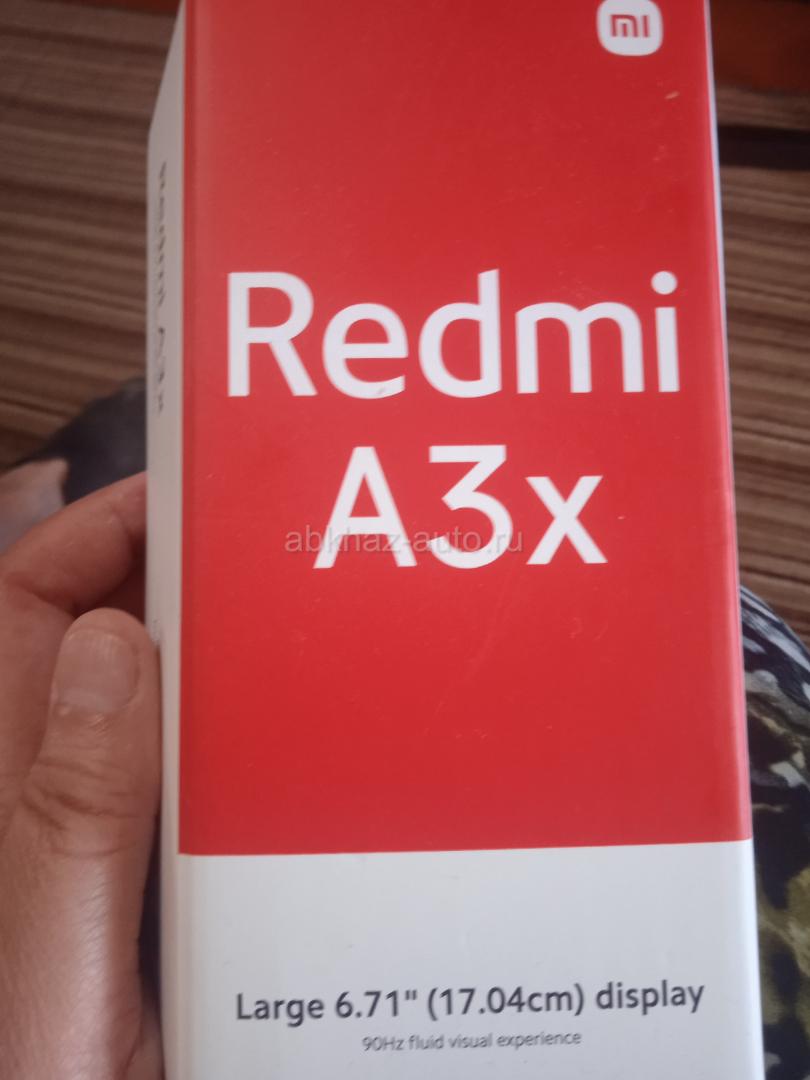 mi
Redmi
A3x
abkhaz-auto.ru
Large 6.71" (17.04cm) display
90Hz fluid visual experience